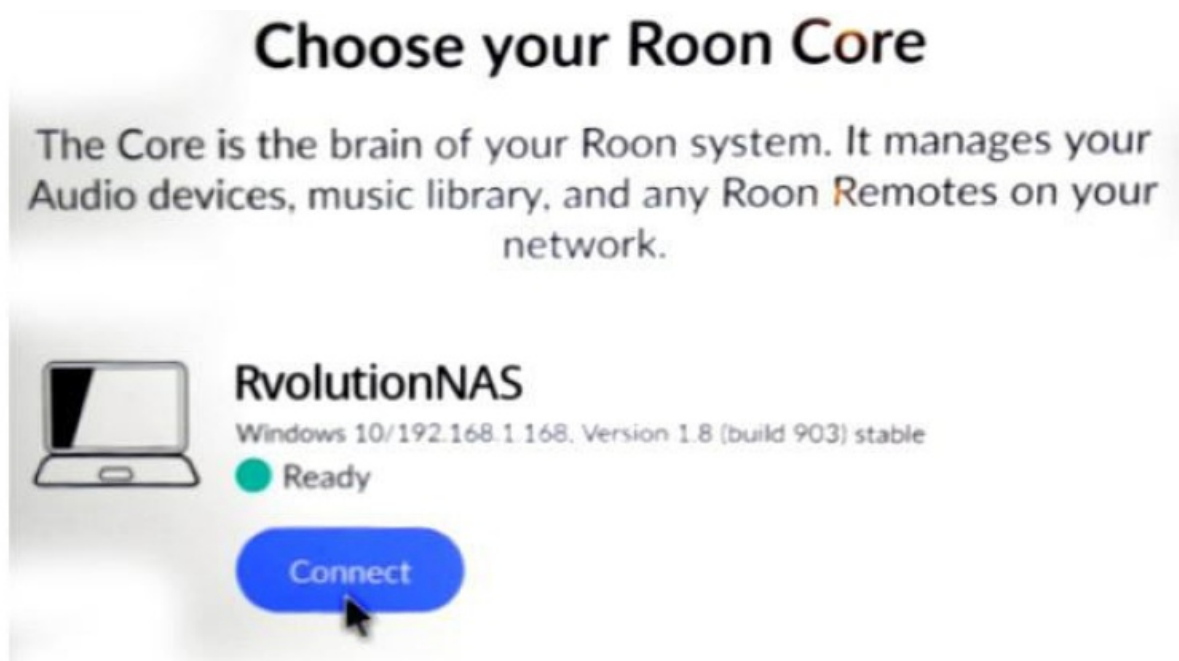 Choose your Roon Core
The Core is the brain of your Roon system. It manages your
Audio devices, music library, and any Roon Remotes on your
network.
RvolutionNAS
Windows 10/192.168.1.168, Version 1.8 (build 903) stable
Ready
Connect